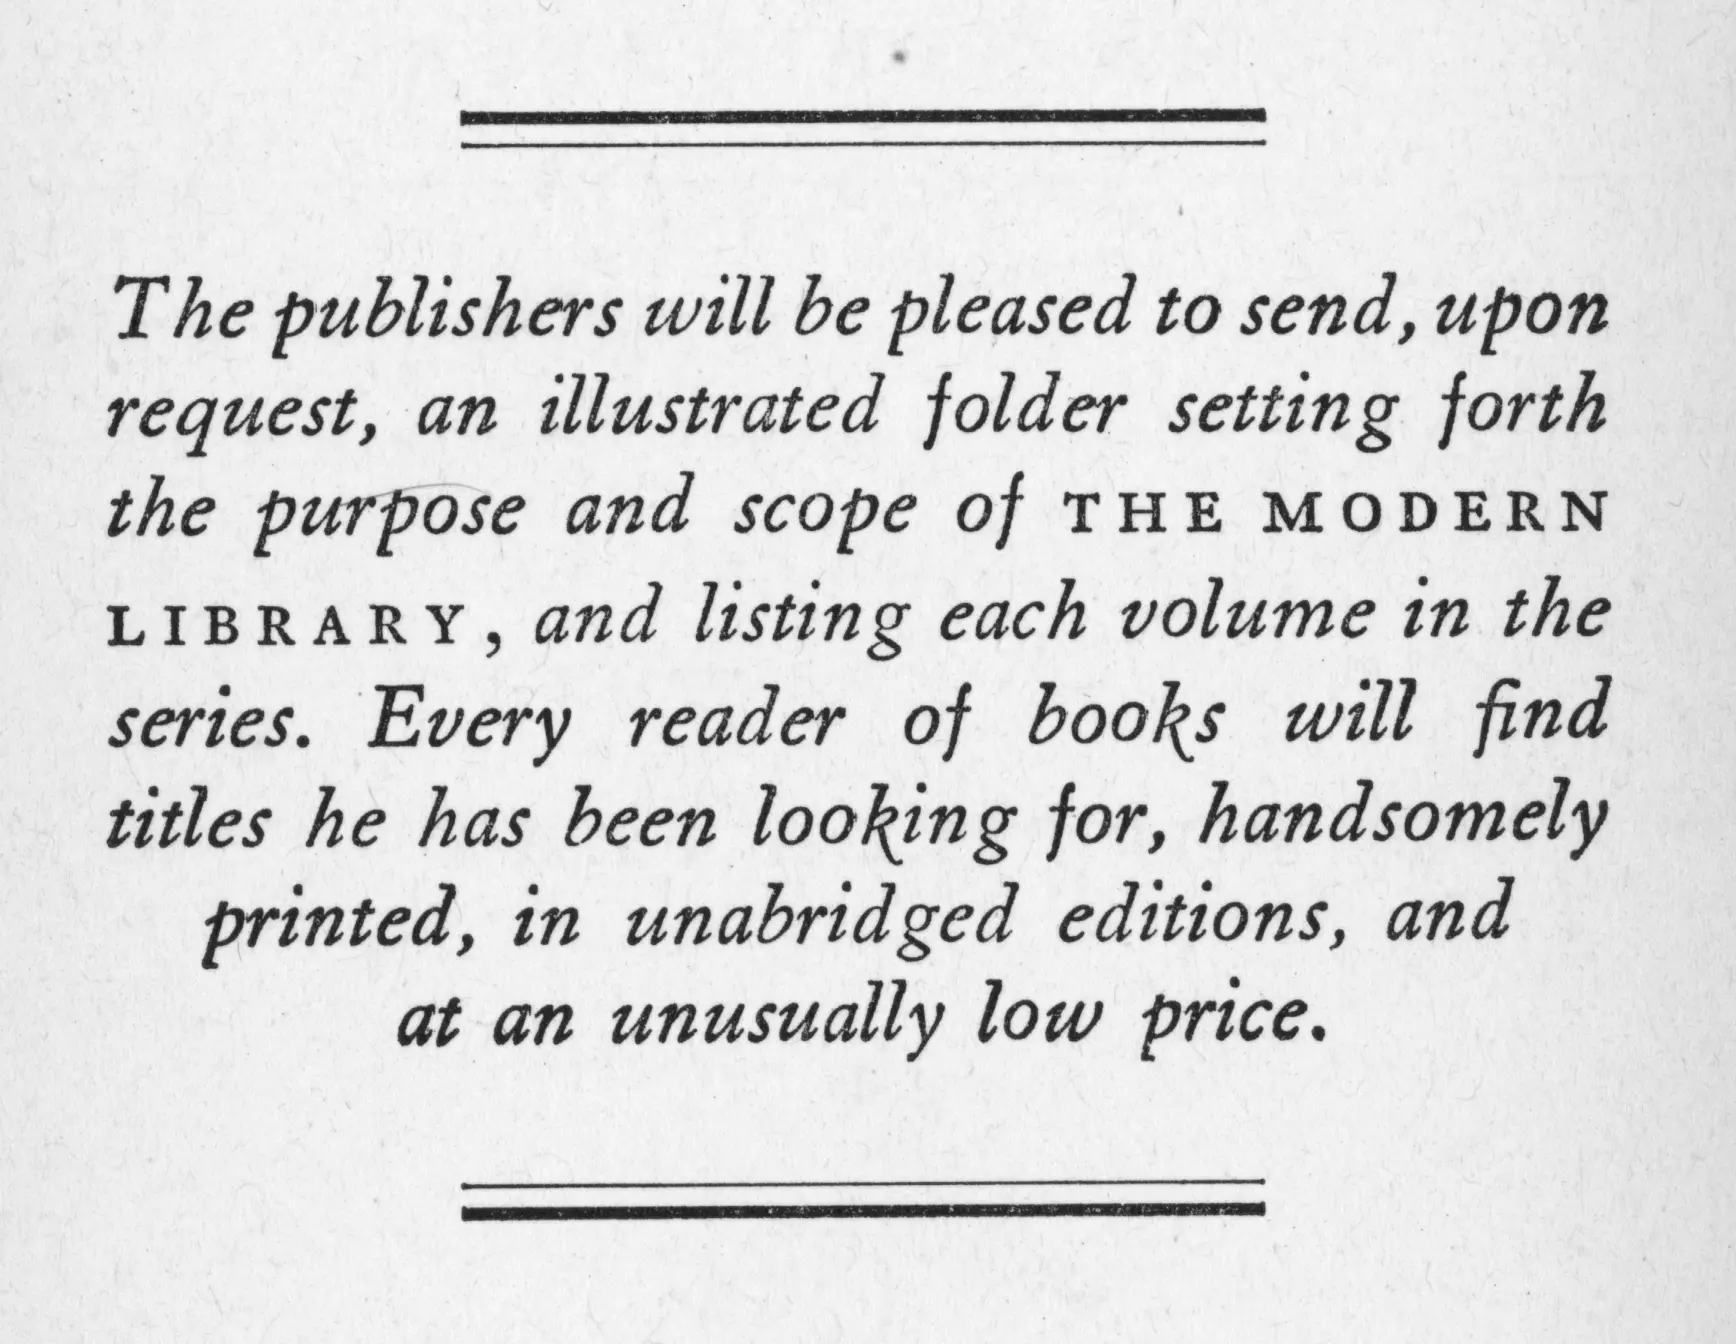 The publishers will be pleased to send, upon
request, an illustrated folder setting forth
the purpose and scope of THE MODERN
LIBRARY, and listing each volume in the
series. Every reader of books will find
titles he has been looking for, handsomely
printed, in unabridged editions, and
at an unusually low price.